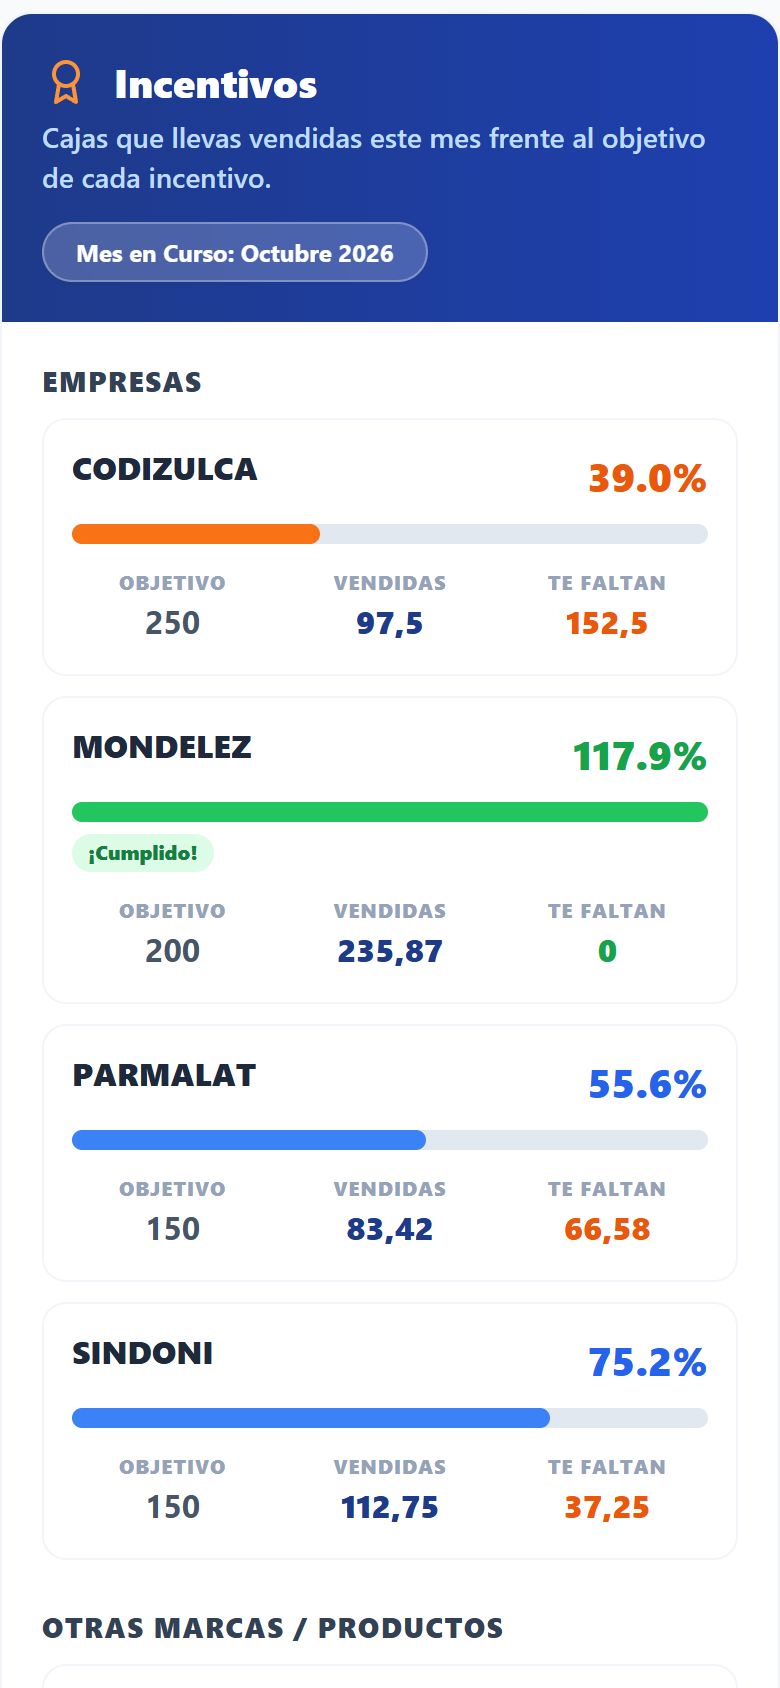 Incentivos
Cajas que llevas vendidas este mes frente al objetivo
de cada incentivo.
Mes en Curso: Octubre 2026
EMPRESAS
CODIZULCA
39.0%
OBJETIVO VENDIDAS TE FALTAN
250 97,5 152,5
MONDELEZ
117.9%
¡Cumplido!
OBJETIVO VENDIDAS TE FALTAN
200 235,87 0
PARMALAT
55.6%
OBJETIVO VENDIDAS TE FALTAN
150 83,42 66,58
SINDONI
75.2%
OBJETIVO VENDIDAS TE FALTAN
150 112,75 37,25
OTRAS MARCAS / PRODUCTOS